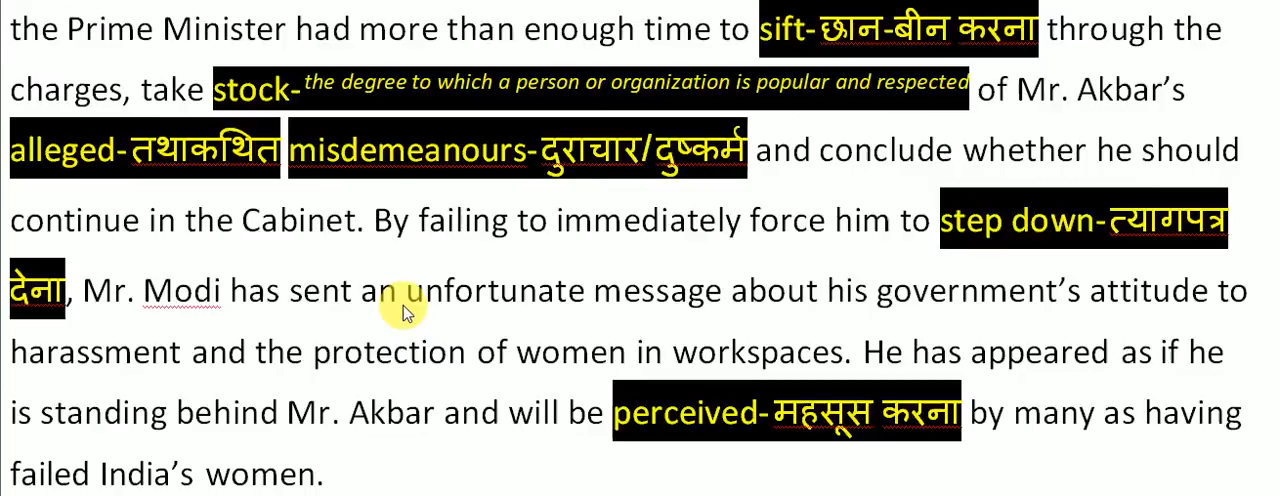 the Prime Minister had more than enough time to sift-छान-बीन करना through the
charges, take stock-the degree to which a person or organization is popular and respected of Mr. Akbar’s
alleged-तथाकथित misdemeanours-दुराचार/दुष्कर्म and conclude whether he should
continue in the Cabinet. By failing to immediately force him to step down-त्यागपत्र
देना, Mr. Modi has sent an unfortunate message about his government’s attitude to
harassment and the protection of women in workspaces. He has appeared as if he
is standing behind Mr. Akbar and will be perceived-महसूस करना by many as having
failed India’s women.